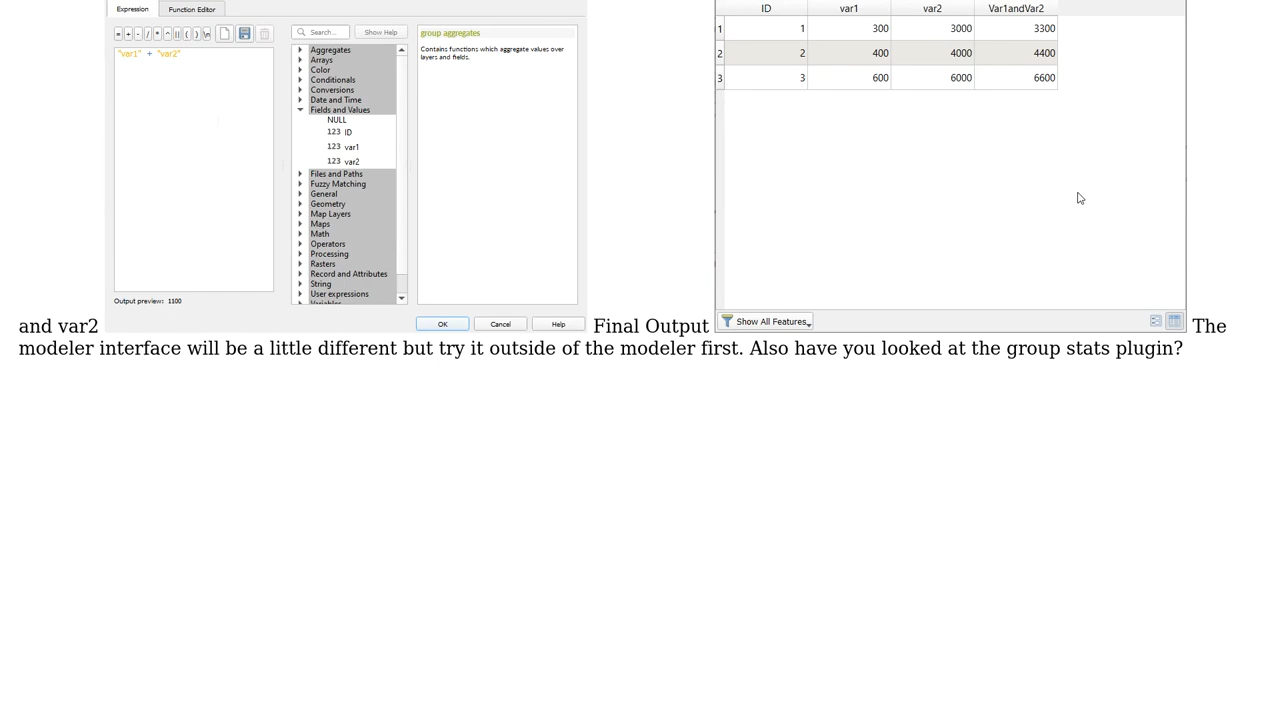 Expression Function Editor
= + - / * ^ || ( ) \n
Search... Show Help
"var1" + "var2"
Aggregates
Arrays
Color
Conditionals
Conversions
Date and Time
Fields and Values
NULL
123 ID
123 var1
123 var2
Files and Paths
Fuzzy Matching
General
Geometry
Map Layers
Maps
Math
Operators
Processing
Rasters
Record and Attributes
String
User expressions
Variables
group aggregates
Contains functions which aggregate values over
layers and fields.
Output preview: 1100
OK Cancel Help
ID var1 var2 Var1andVar2
1 1 300 3000 3300
2 2 400 4000 4400
3 3 600 6000 6600
Show All Features
and var2 Final Output The
modeler interface will be a little different but try it outside of the modeler first. Also have you looked at the group stats plugin?